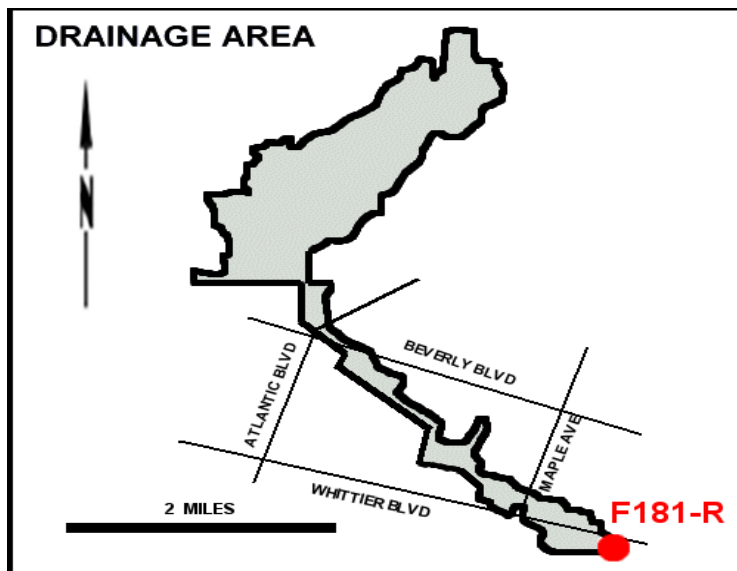 DRAINAGE AREA
N
BEVERLY BLVD
ATLANTIC BLVD
MAPLE AVE
WHITTIER BLVD
2 MILES
F181-R